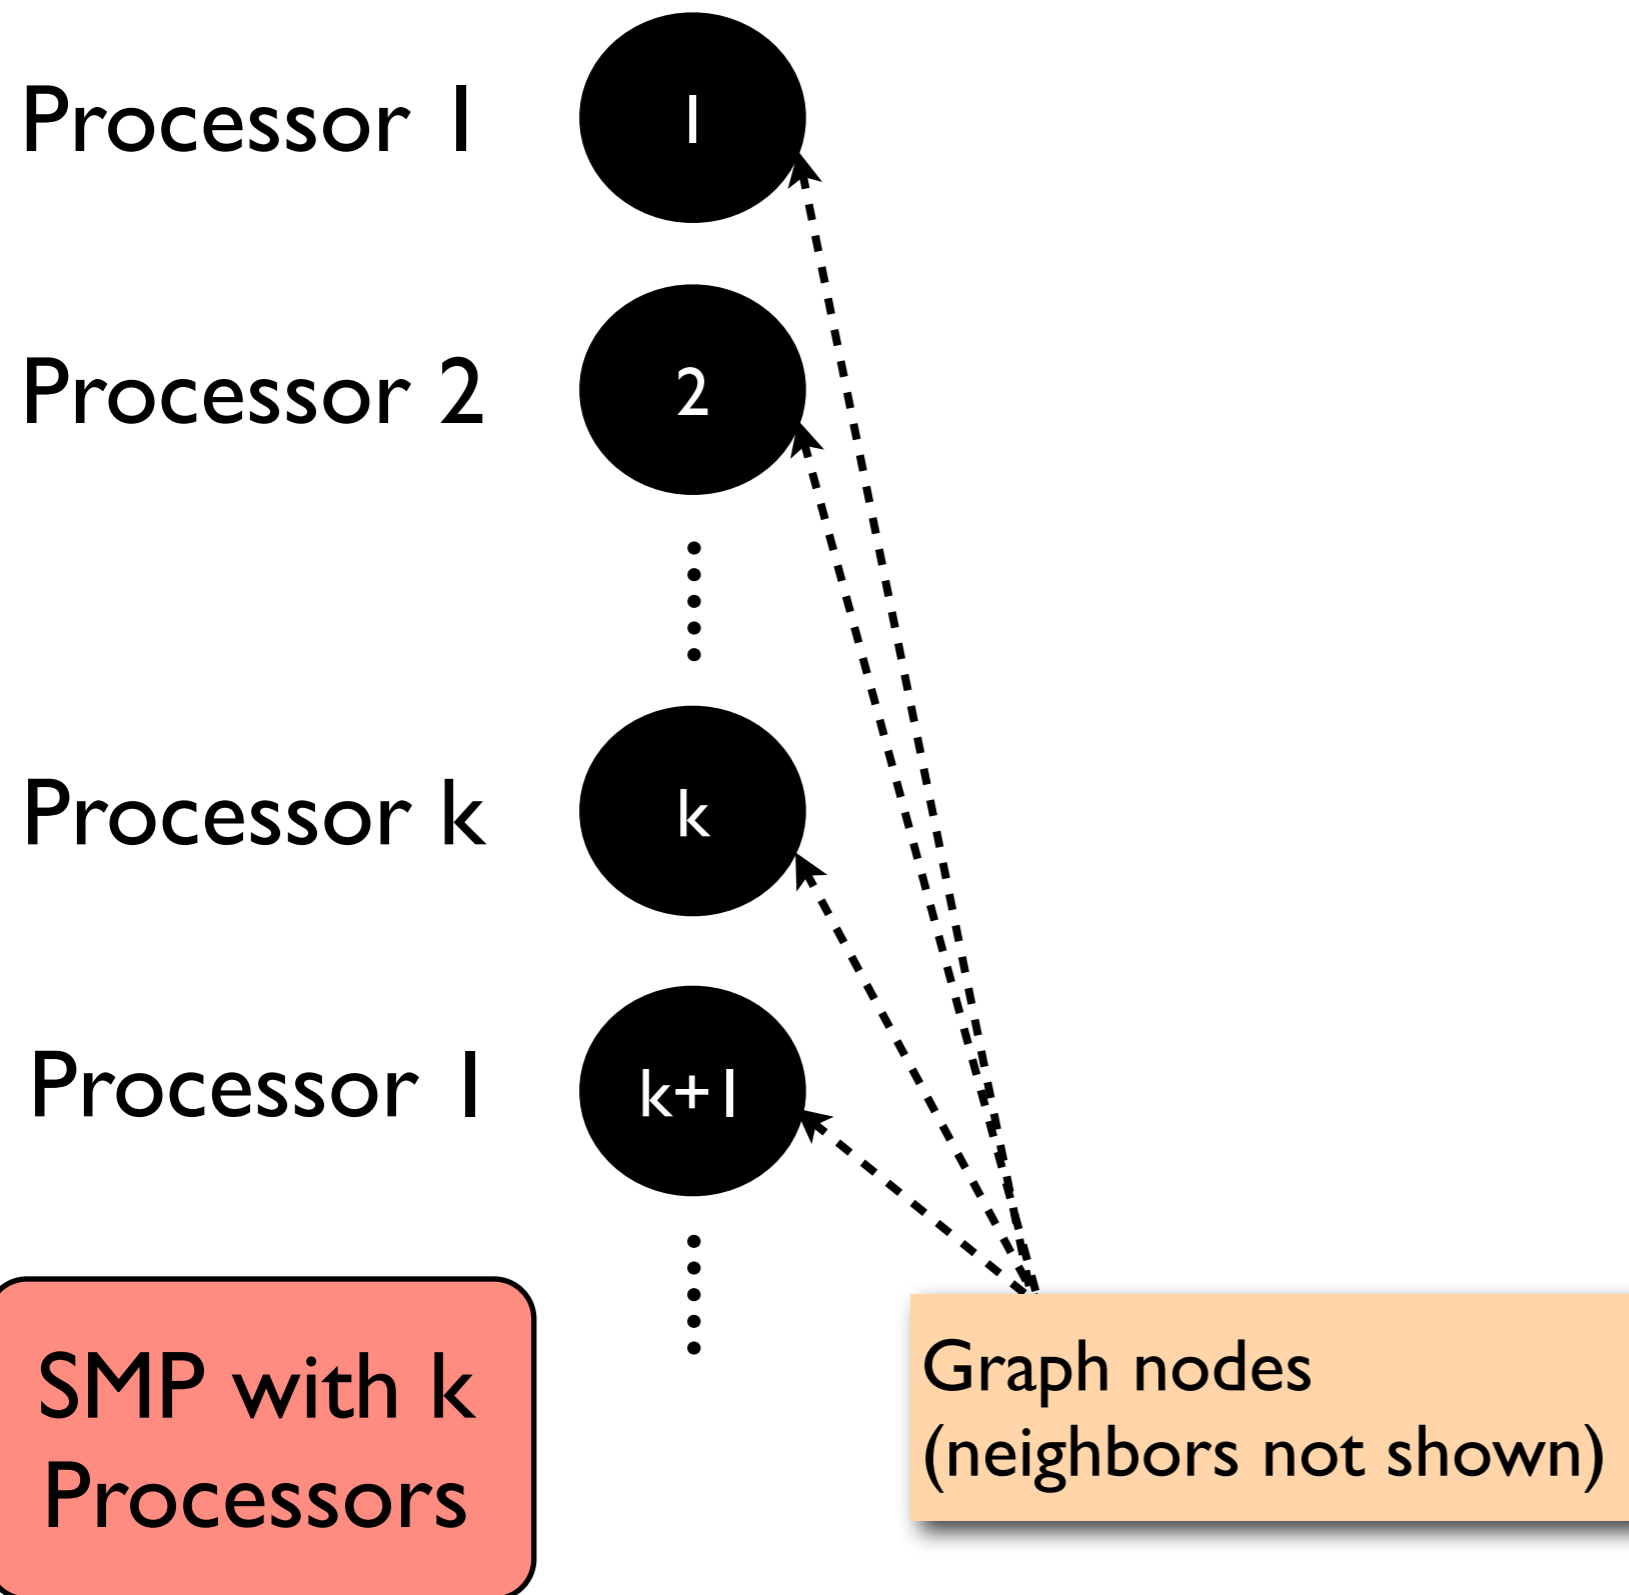 Processor 1
1
Processor 2
2
Processor k
k
Processor 1
k+1
SMP with k
Processors
Graph nodes
(neighbors not shown)